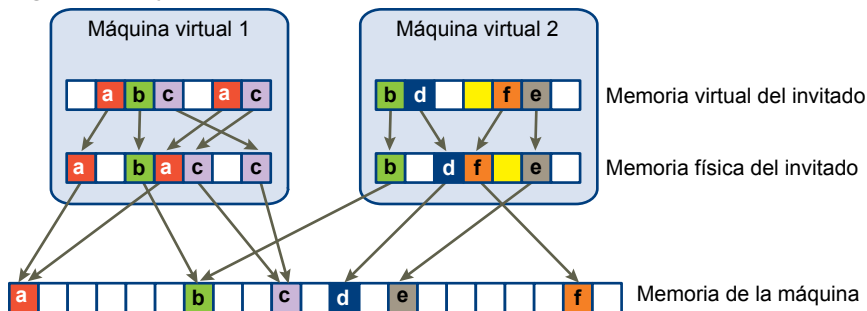 Máquina virtual 1 Máquina virtual 2
a b c a c b d f e Memoria virtual del invitado
a b a c c b d f e Memoria física del invitado
a b c d e f Memoria de la máquina